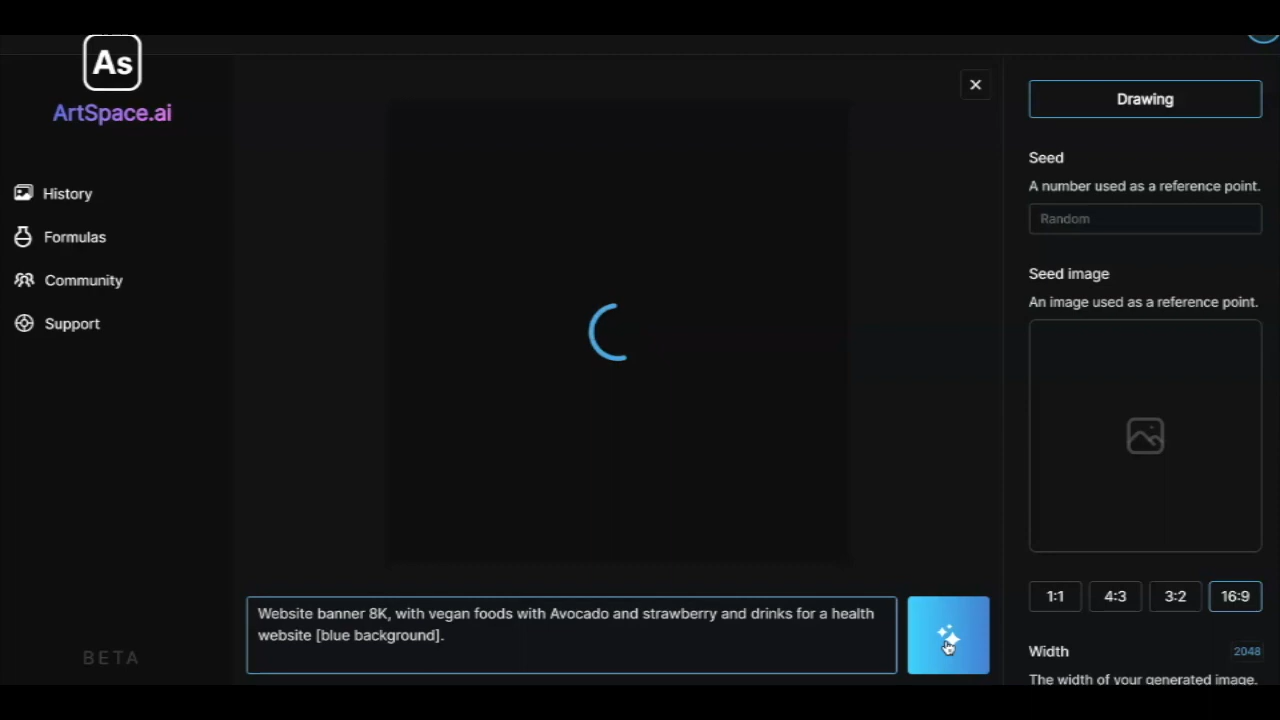 As
ArtSpace.ai
History
Formulas
Community
Support
BETA
Website banner 8K, with vegan foods with Avocado and strawberry and drinks for a health
website [blue background].
Drawing
Seed
A number used as a reference point.
Random
Seed image
An image used as a reference point.
1:1 4:3 3:2 16:9
Width 2048
The width of your generated image.